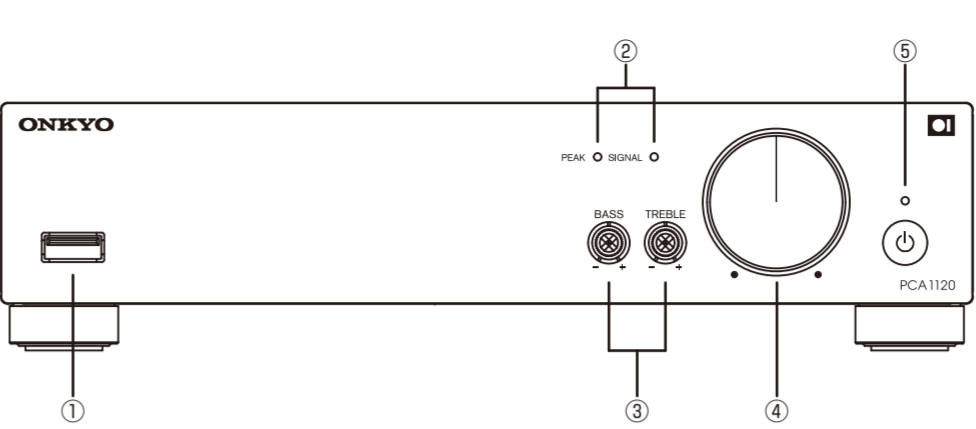 ② ⑤
ONKYO
PEAK SIGNAL
BASS TREBLE
- + - +
PCA1120
① ③ ④